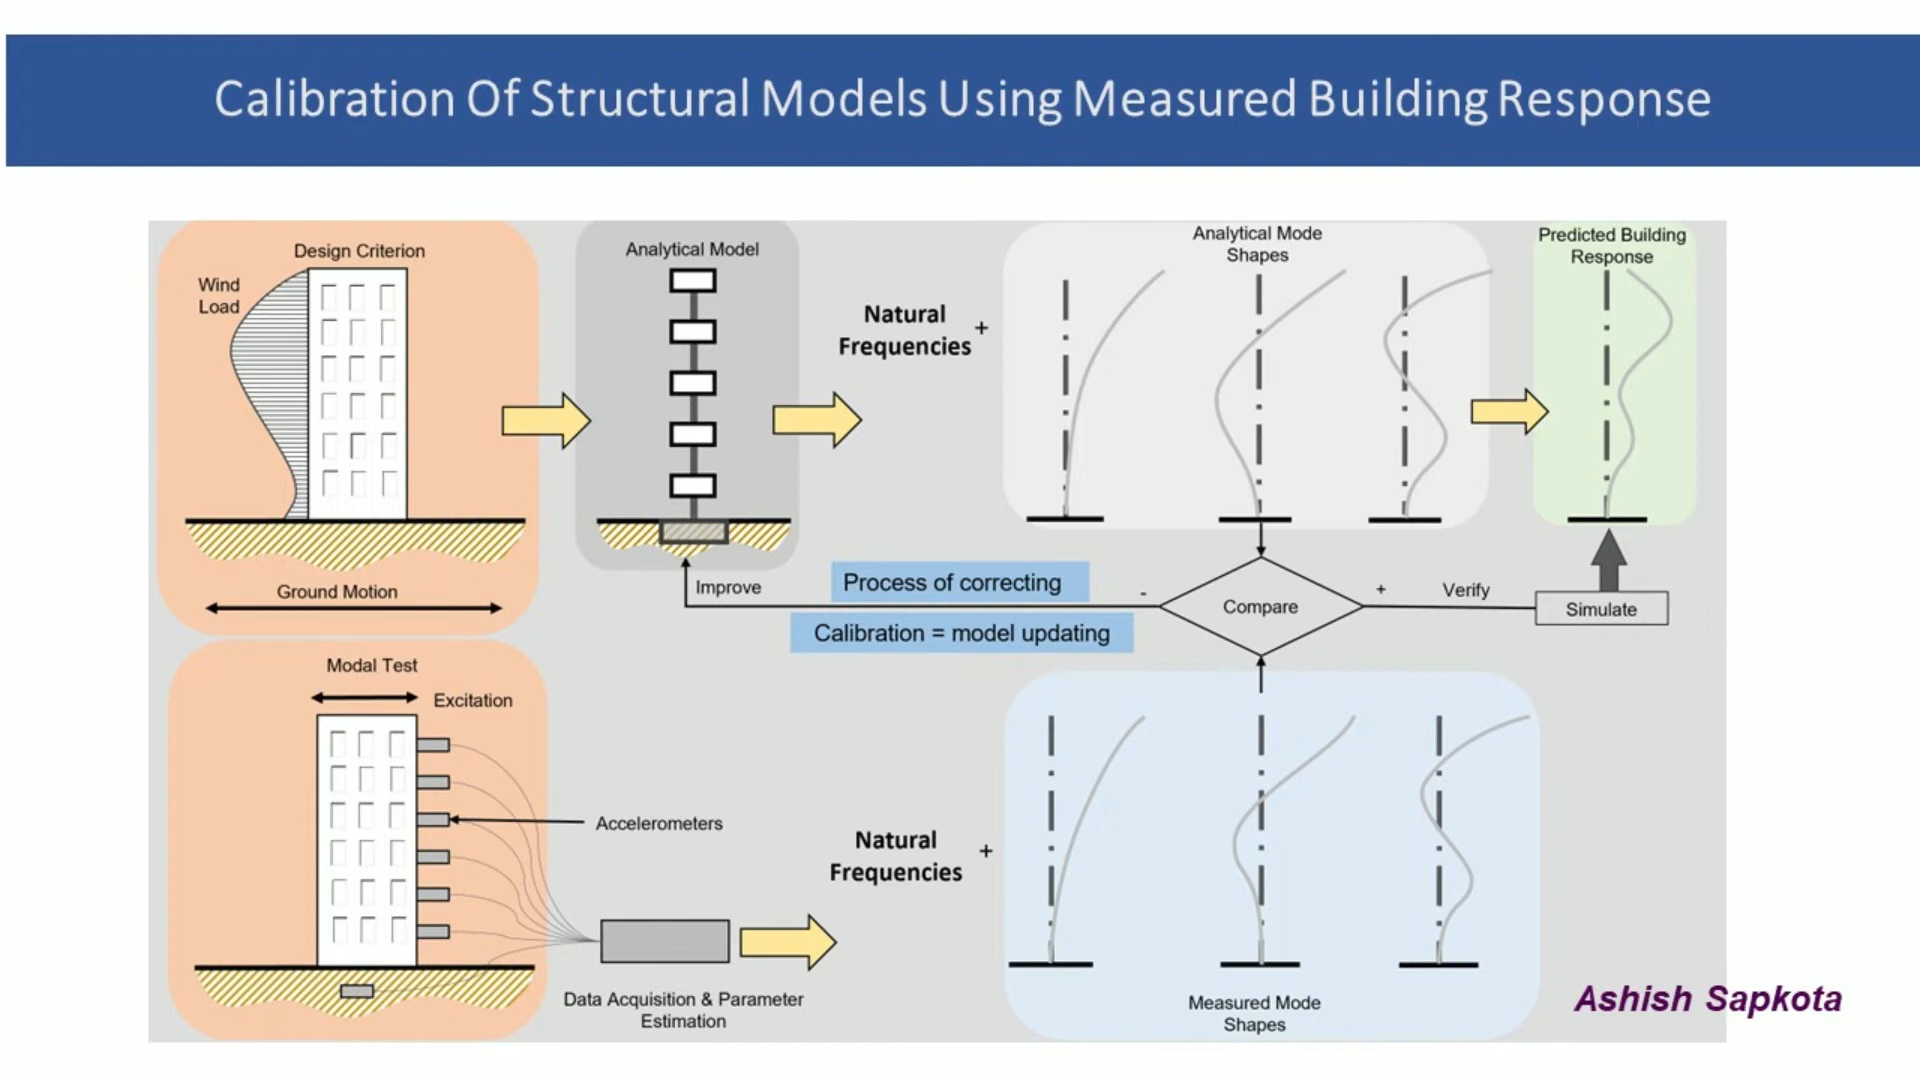 Calibration Of Structural Models Using Measured Building Response
Design Criterion
Wind
Load
Ground Motion
Analytical Model
Natural
Frequencies
+
Analytical Mode
Shapes
Predicted Building
Response
Improve
Process of correcting
Calibration = model updating
-
Compare
+
Verify
Simulate
Modal Test
Excitation
Accelerometers
Data Acquisition & Parameter
Estimation
Natural
Frequencies
+
Measured Mode
Shapes
Ashish Sapkota